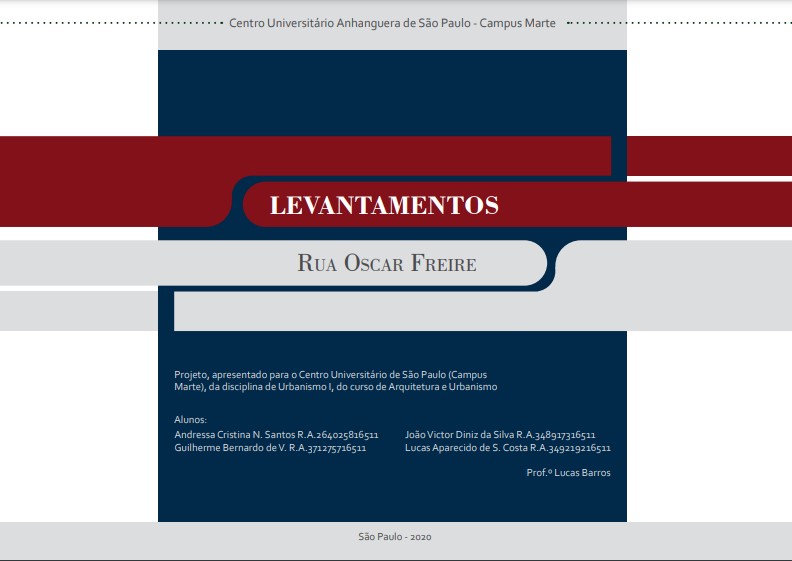 Centro Universitário Anhanguera de São Paulo - Campus Marte
LEVANTAMENTOS
Rua Oscar Freire
Projeto, apresentado para o Centro Universitário de São Paulo (Campus
Marte), da disciplina de Urbanismo I, do curso de Arquitetura e Urbanismo
Alunos:
Andressa Cristina N. Santos R.A.264025816511
Guilherme Bernardo de V. R.A.371275716511
João Victor Diniz da Silva R.A.348917316511
Lucas Aparecido de S. Costa R.A.349219216511
Prof.º Lucas Barros
São Paulo - 2020